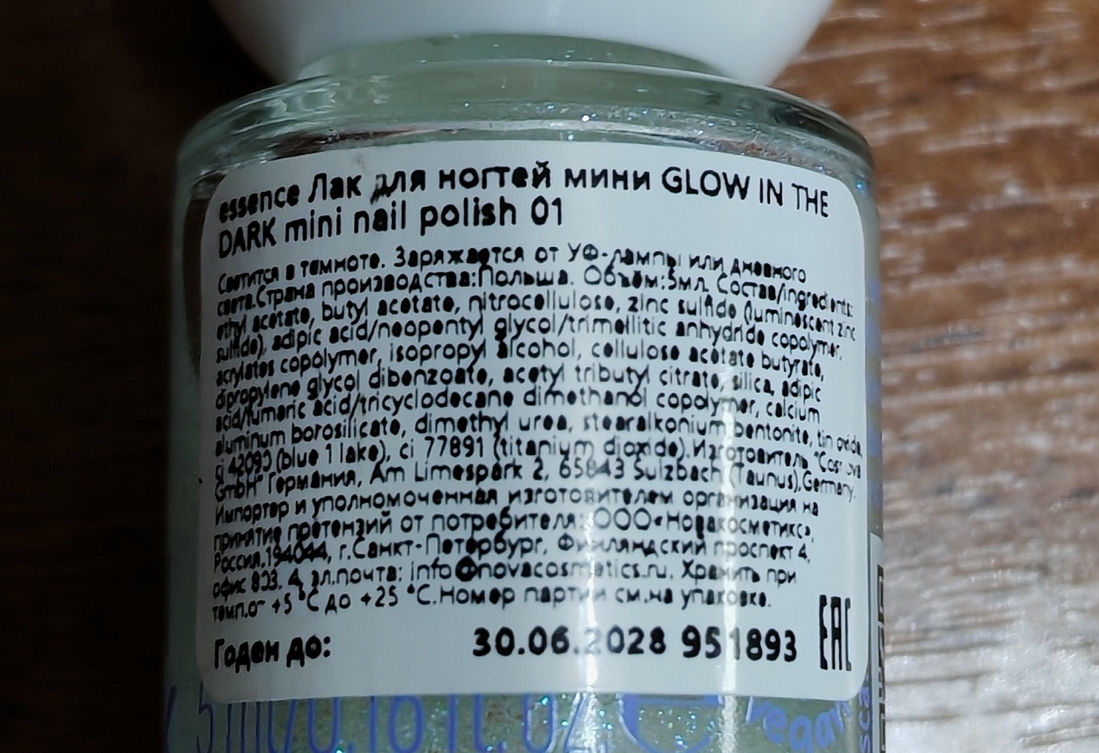 essence Лак для ногтей мини GLOW IN THE
DARK mini nail polish 01
Светится в темноте. Заряжается от УФ-лампы или дневного
света.Страна производства:Польша. Объём:5мл. Состав/ingredients:
ethyl acetate, butyl acetate, nitrocellulose, zinc sulfide (luminescent zinc
sulfide), adipic acid/neopentyl glycol/trimellitic anhydride copolymer,
acrylates copolymer, isopropyl alcohol, cellulose acetate butyrate,
dipropylene glycol dibenzoate, acetyl tributyl citrate, silica, adipic
acid/fumaric acid/tricyclodecane dimethanol copolymer, calcium
aluminum borosilicate, dimethyl urea, stearalkonium bentonite, tin oxide,
ci 42090 (blue 1 lake), ci 77891 (titanium dioxide).Изготовитель
GmbH" Германия, Am Limespark 2, 65843 Sulzbach (Taunus),Germany.
Импортер и уполномоченная изготовителем организация на
принятие претензий от потребителя: ООО«Новакосметикс»,
Россия,194044, г.Санкт-Петербург, Финляндский проспект 4,
офис 803. 4, эл.почта: info@novacosmetics.ru. Хранить при
темп.от +5 °C до +25 °C.Номер партии см.на упаковке.
Годен до: 30.06.2028 951893 EAC
5ml/0.16fl.oz. e vegan